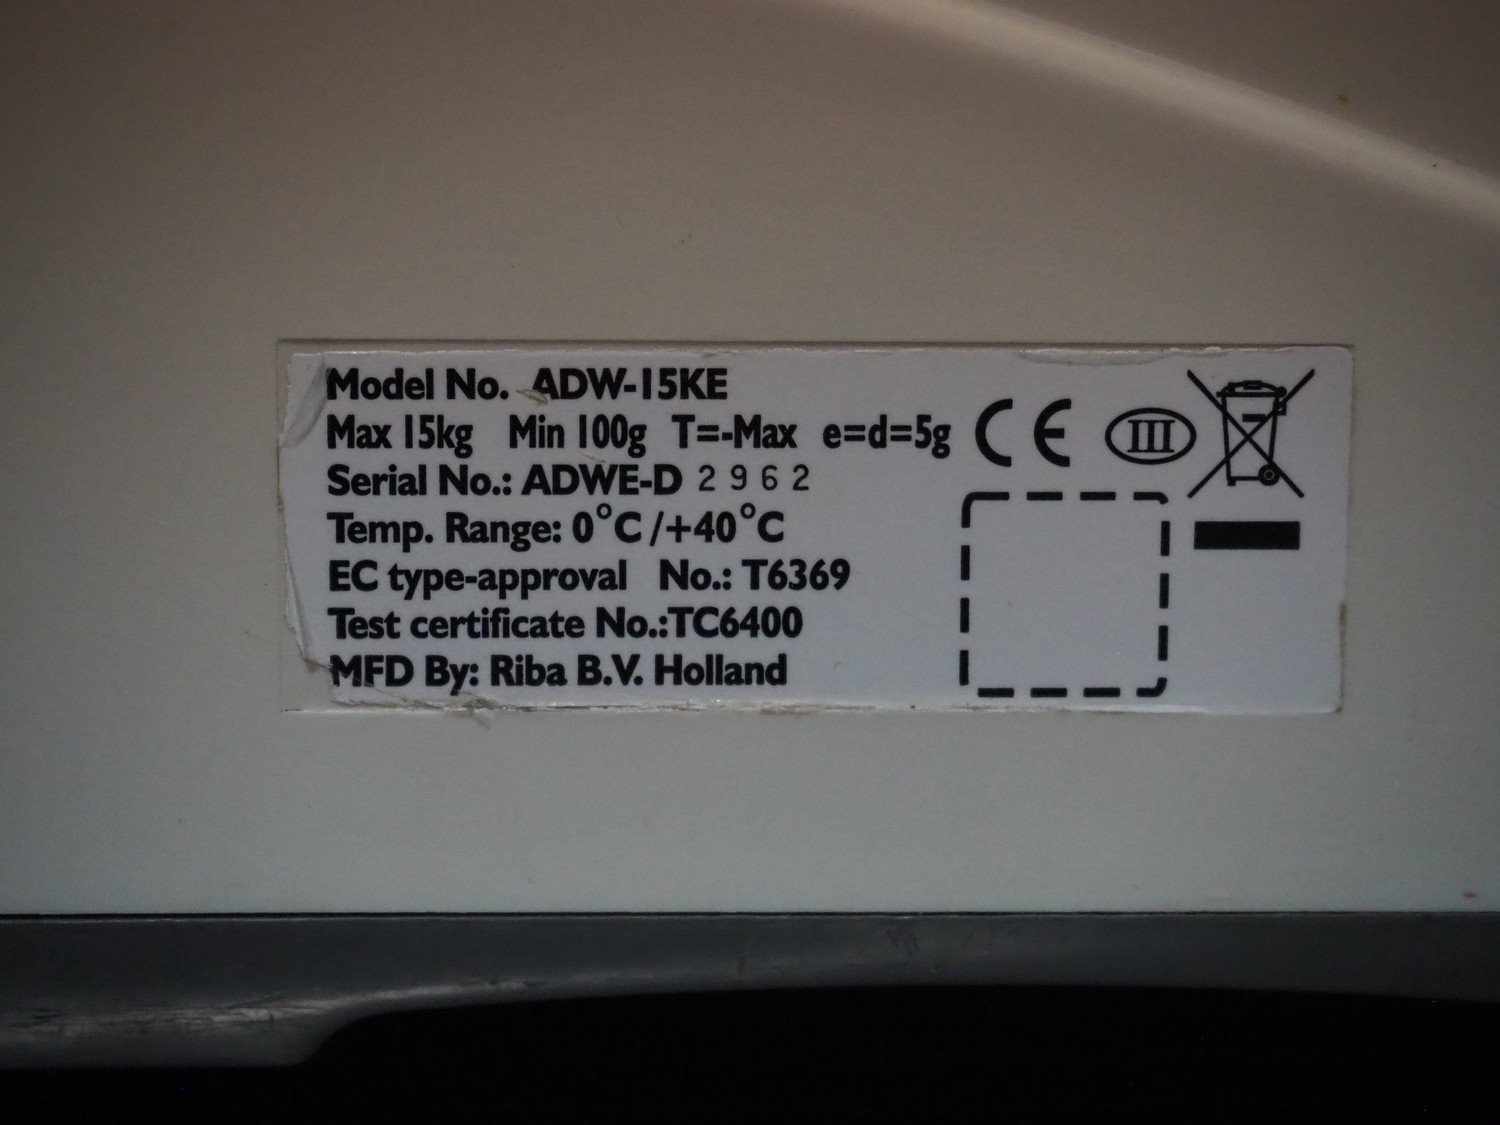 Model No. ADW-15KE
Max 15kg Min 100g T=-Max e=d=5g CE III
Serial No.: ADWE-D 2962
Temp. Range: 0°C /+40°C
EC type-approval No.: T6369
Test certificate No.:TC6400
MFD By: Riba B.V. Holland